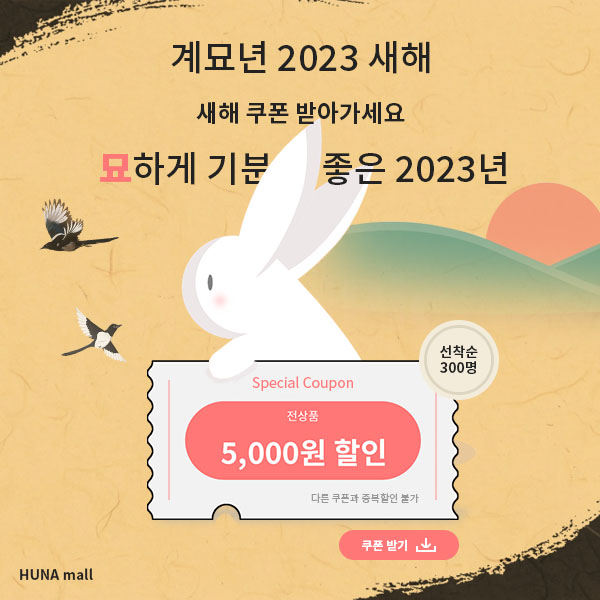 계묘년 2023 새해
새해 쿠폰 받아가세요
묘하게 기분 좋은 2023년
선착순
300명
Special Coupon
전상품
5,000원 할인
다른 쿠폰과 중복할인 불가
쿠폰 받기
HUNA mall